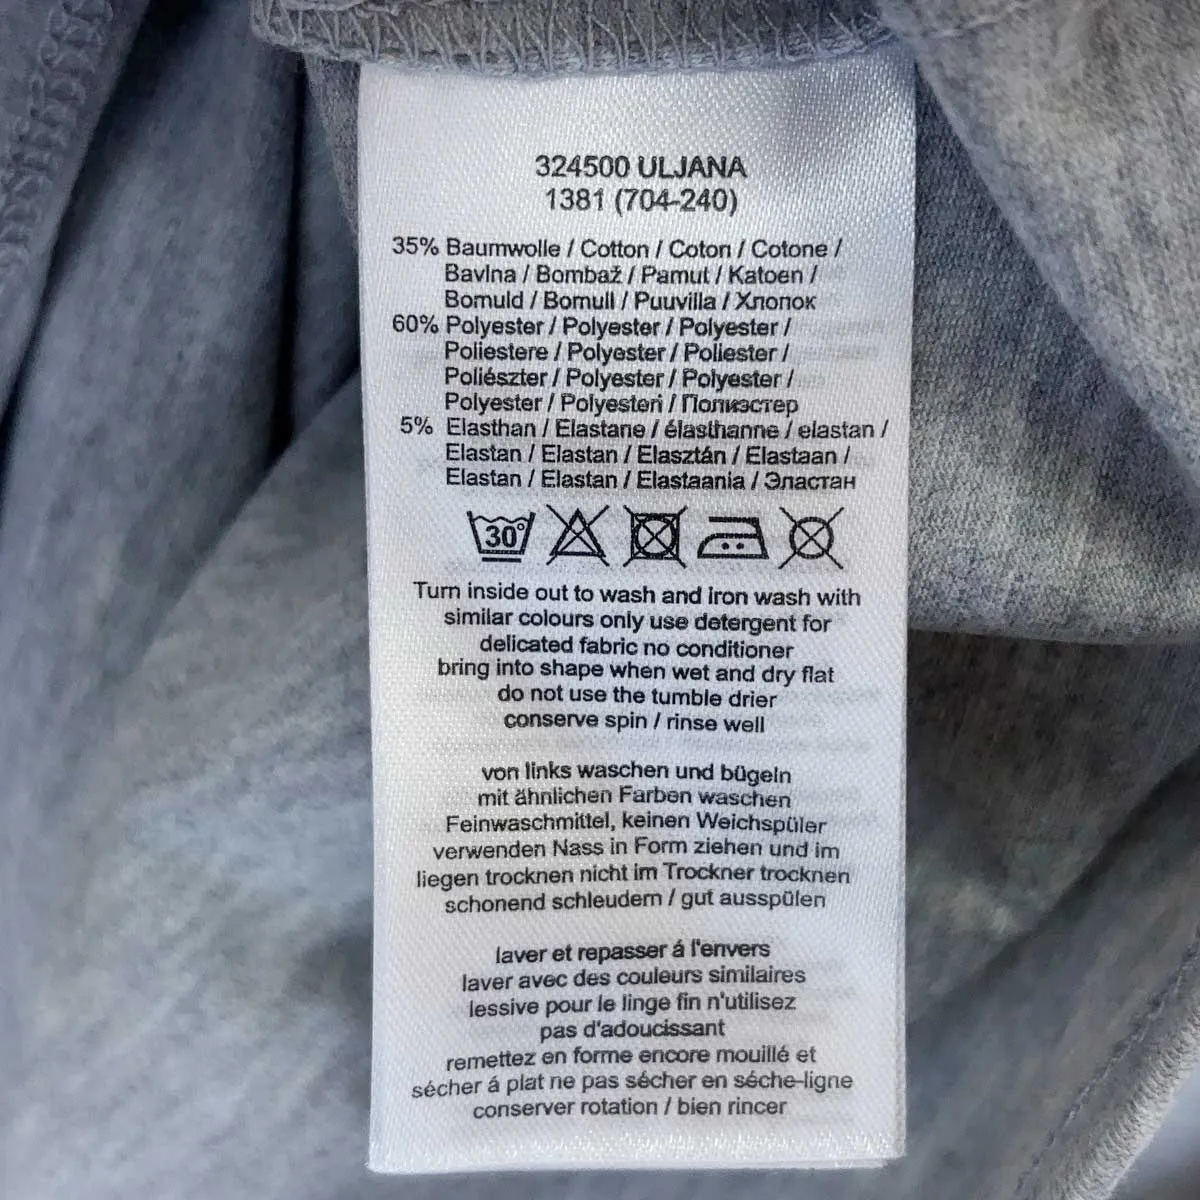 324500 ULJANA
1381 (704-240)
35% Baumwolle / Cotton / Coton / Cotone /
Bavlna / Bombaž / Pamut / Katoen /
Bomuld / Bomull / Puuvilla / Хлопок
60% Polyester / Polyester / Polyester /
Poliestere / Polyester / Poliester /
Poliészter / Polyester / Polyester /
Polyester / Polyesteri / Полиэстер
5% Elasthan / Elastane / élasthanne / elastan /
Elastan / Elastan / Elasztán / Elastaan /
Elastan / Elastan / Elastaania / Эластан
30°
Turn inside out to wash and iron wash with
similar colours only use detergent for
delicated fabric no conditioner
bring into shape when wet and dry flat
do not use the tumble drier
conserve spin / rinse well
von links waschen und bügeln
mit ähnlichen Farben waschen
Feinwaschmittel, keinen Weichspüler
verwenden Nass in Form ziehen und im
liegen trocknen nicht im Trockner trocknen
schonend schleudern / gut ausspülen
laver et repasser á l'envers
laver avec des couleurs similaires
lessive pour le linge fin n'utilisez
pas d'adoucissant
remettez en forme encore mouillé et
sécher á plat ne pas sécher en séche-ligne
conserver rotation / bien rincer